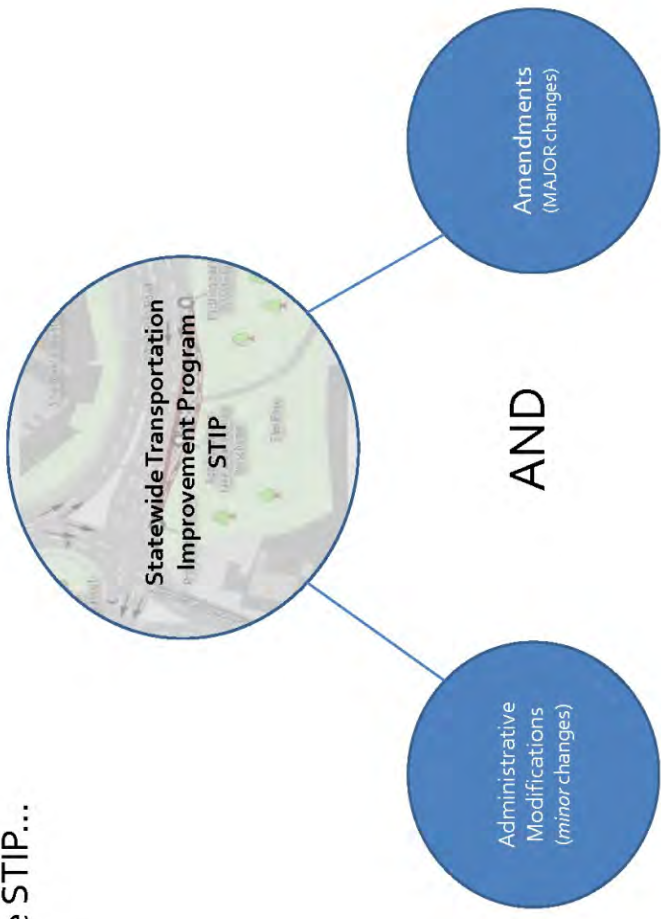 STIP...
Statewide Transportation
Improvement Program
STIP
Administrative
Modifications
(minor changes)
AND
Amendments
(MAJOR changes)